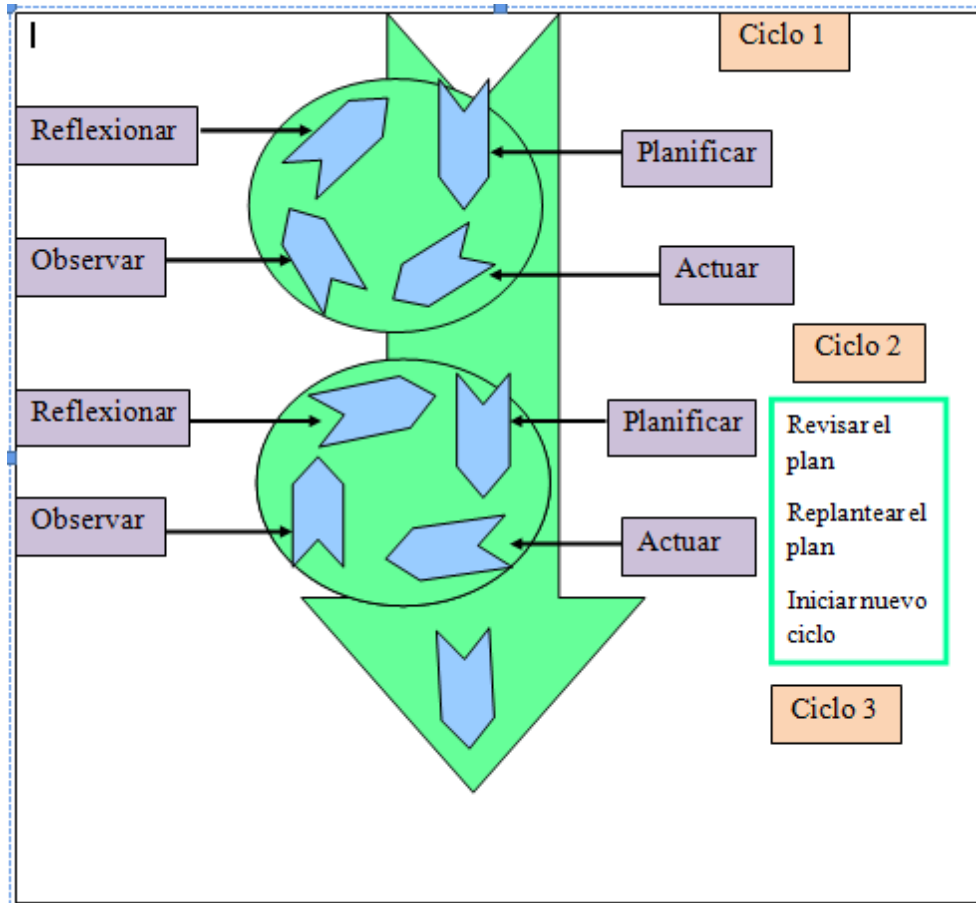 Ciclo 1
Reflexionar
Planificar
Observar
Actuar
Ciclo 2
Reflexionar
Planificar
Revisar el
plan
Replantear el
plan
Iniciar nuevo
ciclo
Observar
Actuar
Ciclo 3